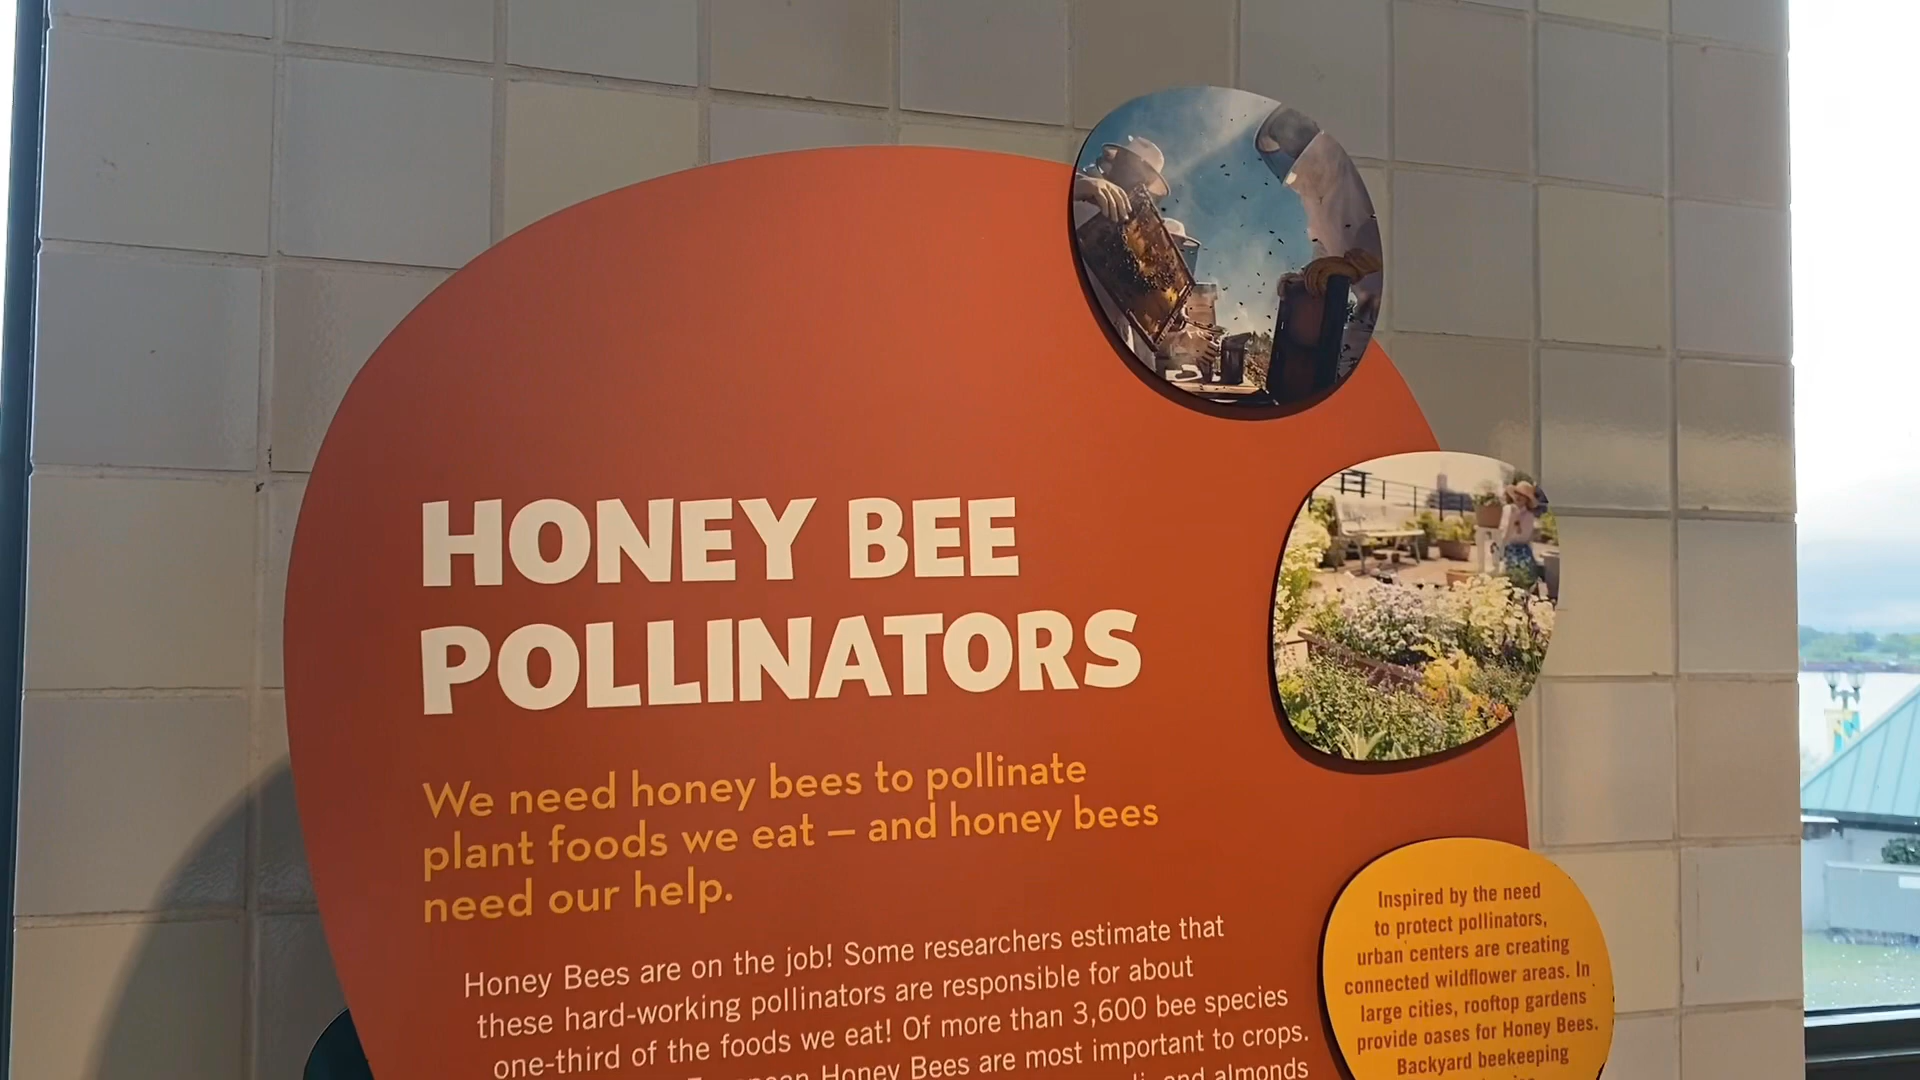 HONEY BEE
POLLINATORS
We need honey bees to pollinate
plant foods we eat — and honey bees
need our help.
Honey Bees are on the job! Some researchers estimate that
these hard-working pollinators are responsible for about
one-third of the foods we eat! Of more than 3,600 bee species
Honey Bees are most important to crops.
and almonds
Inspired by the need
to protect pollinators,
urban centers are creating
connected wildflower areas. In
large cities, rooftop gardens
provide oases for Honey Bees.
Backyard beekeeping